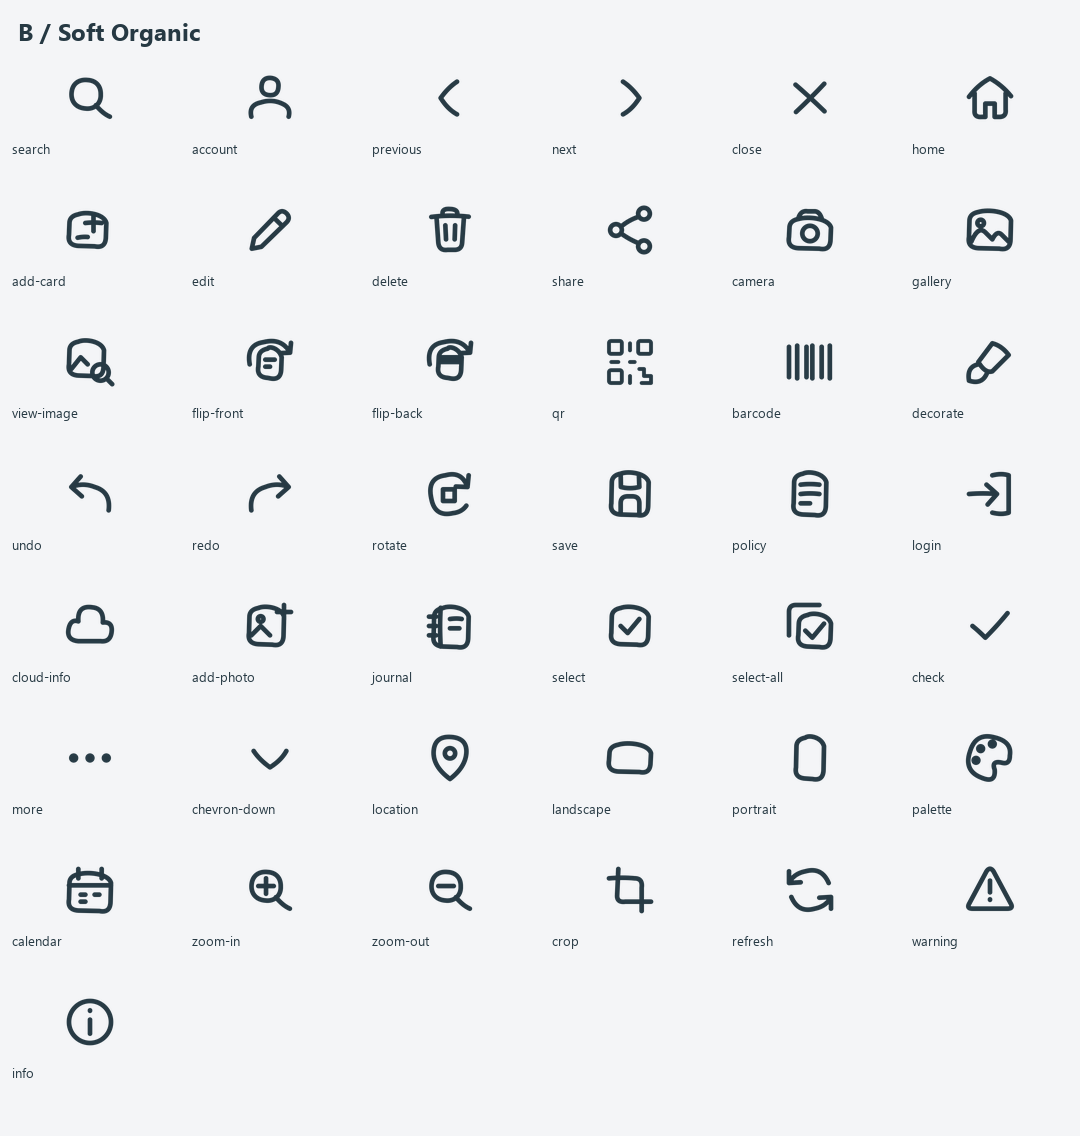 B / Soft Organic
search account previous next close home
add-card edit delete share camera gallery
view-image flip-front flip-back qr barcode decorate
undo redo rotate save policy login
cloud-info add-photo journal select select-all check
more chevron-down location landscape portrait palette
calendar zoom-in zoom-out crop refresh warning
info